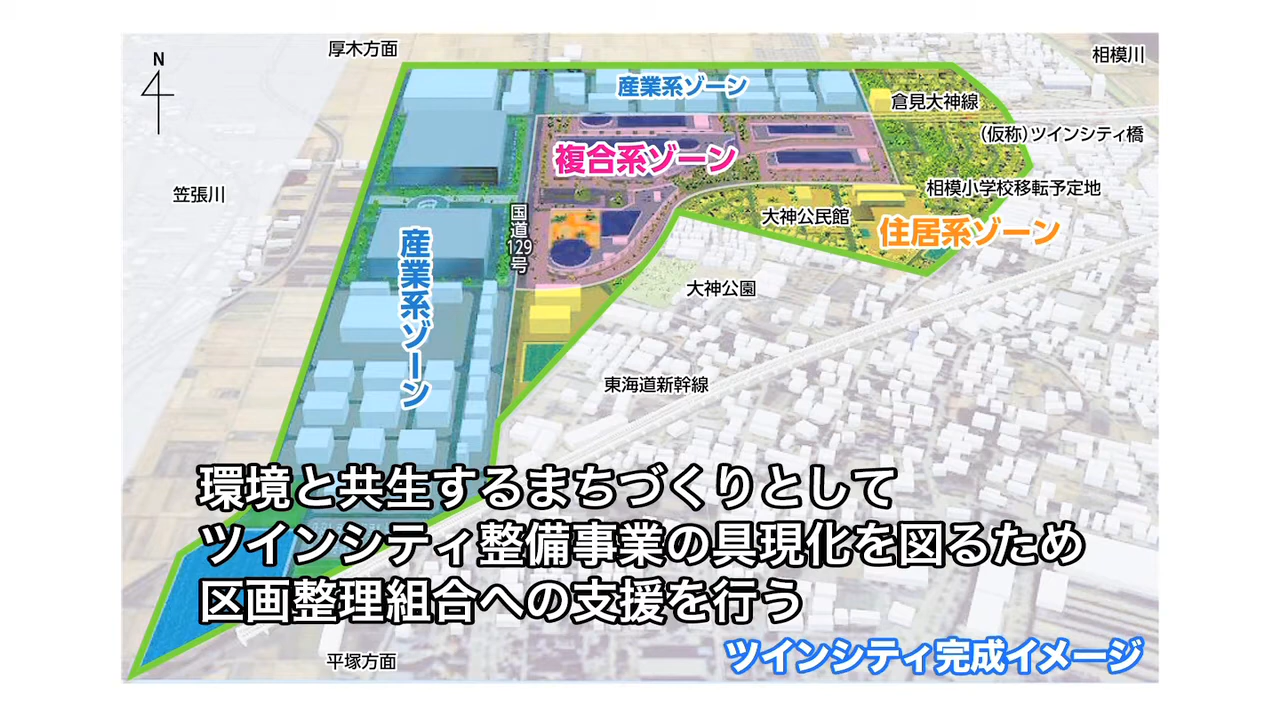 厚木方面
相模川
N
産業系ゾーン
倉見大神線
(仮称)ツインシティ橋
複合系ゾーン
笠張川
相模小学校移転予定地
大神公民館
国道129号
住居系ゾーン
産業系ゾーン
大神公園
東海道新幹線
環境と共生するまちづくりとして
ツインシティ整備事業の具現化を図るため
区画整理組合への支援を行う
平塚方面
ツインシティ完成イメージ